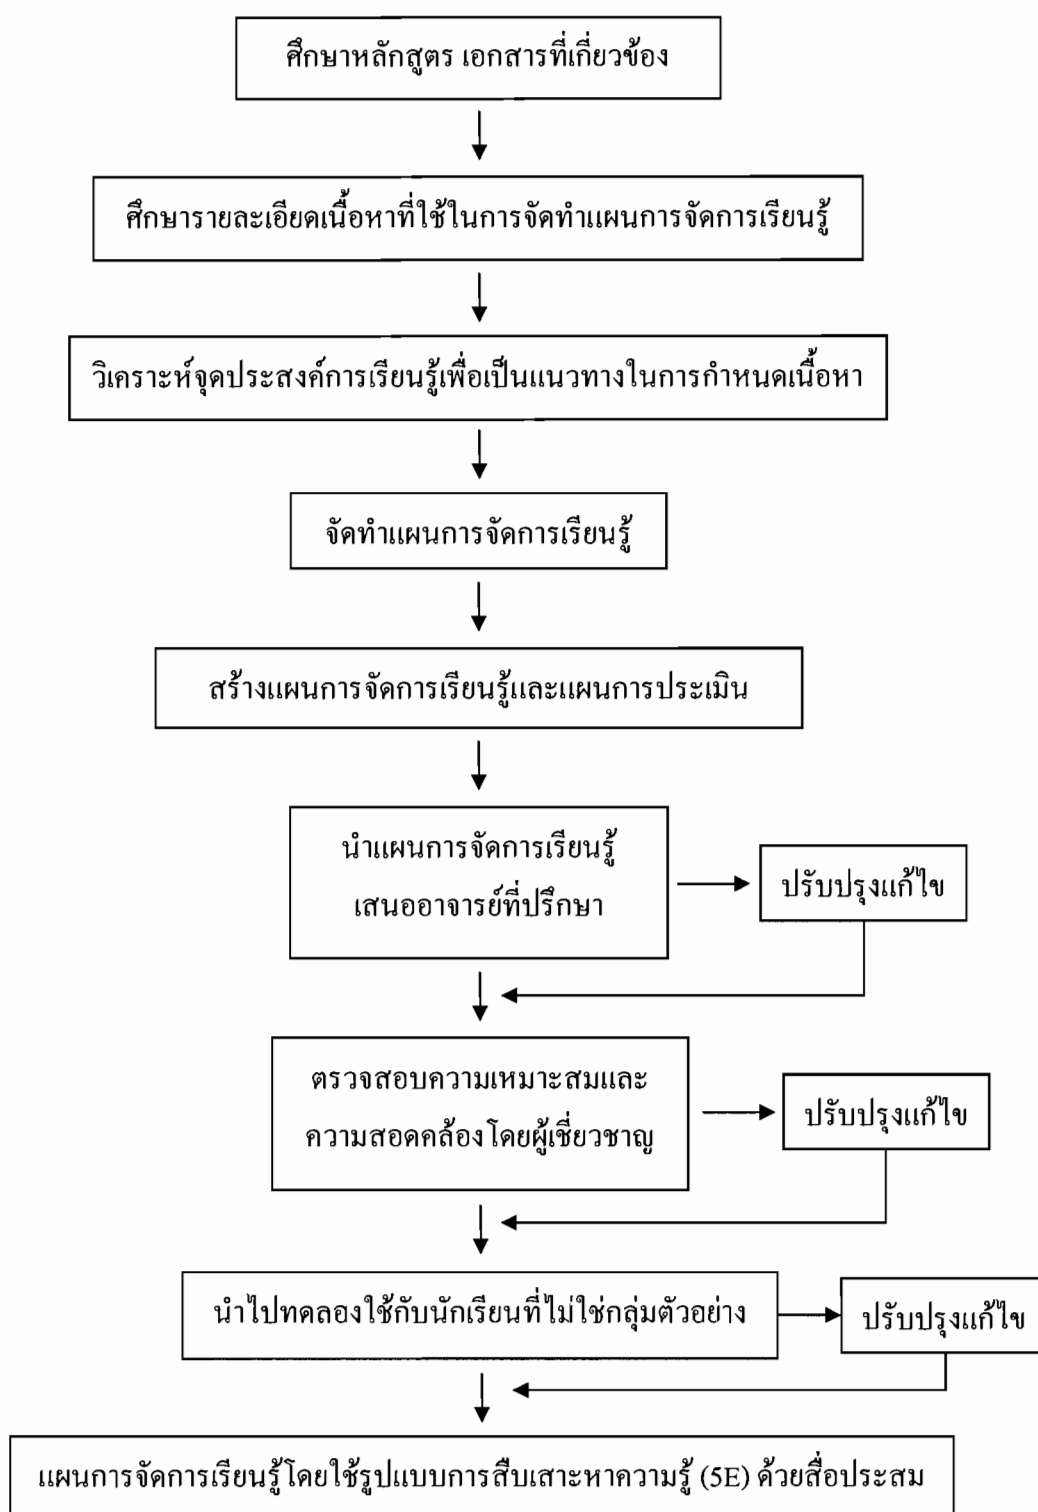 ศึกษาหลักสูตร เอกสารที่เกี่ยวข้อง
ศึกษารายละเอียดเนื้อหาที่ใช้ในการจัดทำแผนการจัดการเรียนรู้
วิเคราะห์จุดประสงค์การเรียนรู้เพื่อเป็นแนวทางในการกำหนดเนื้อหา
จัดทำแผนการจัดการเรียนรู้
สร้างแผนการจัดการเรียนรู้และแผนการประเมิน
นำแผนการจัดการเรียนรู้
เสนออาจารย์ที่ปรึกษา
ปรับปรุงแก้ไข
ตรวจสอบความเหมาะสมและ
ความสอดคล้องโดยผู้เชี่ยวชาญ
ปรับปรุงแก้ไข
นำไปทดลองใช้กับนักเรียนที่ไม่ใช่กลุ่มตัวอย่าง
ปรับปรุงแก้ไข
แผนการจัดการเรียนรู้โดยใช้รูปแบบการสืบเสาะหาความรู้ (5E) ด้วยสื่อประสม